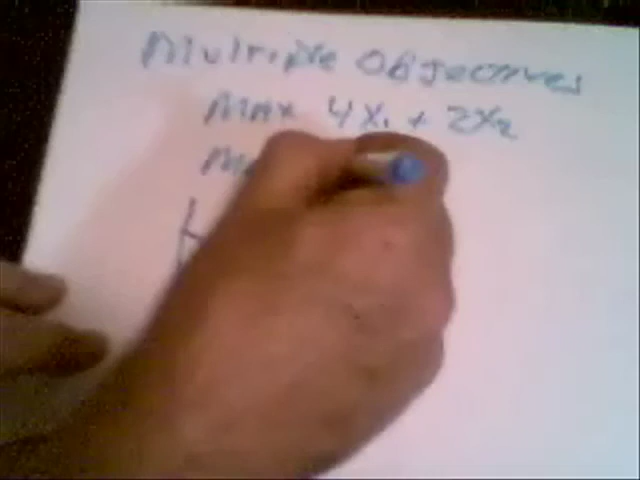 Multiple Objectives
MAX 4X₁ + 2X₂